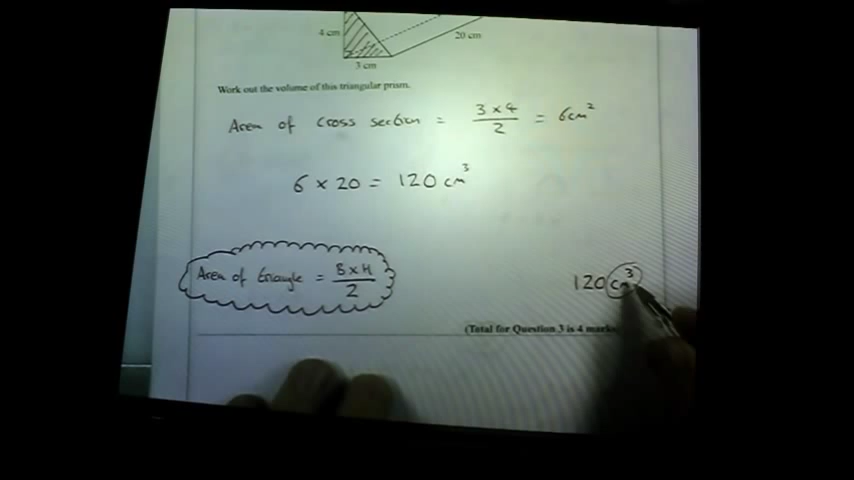 4 cm
20 cm
3 cm
Work out the volume of this triangular prism.
Area of cross section = 3 × 4 / 2 = 6cm²
6 × 20 = 120 cm³
Area of triangle = B × H / 2
120 cm³
(Total for Question 3 is 4 marks